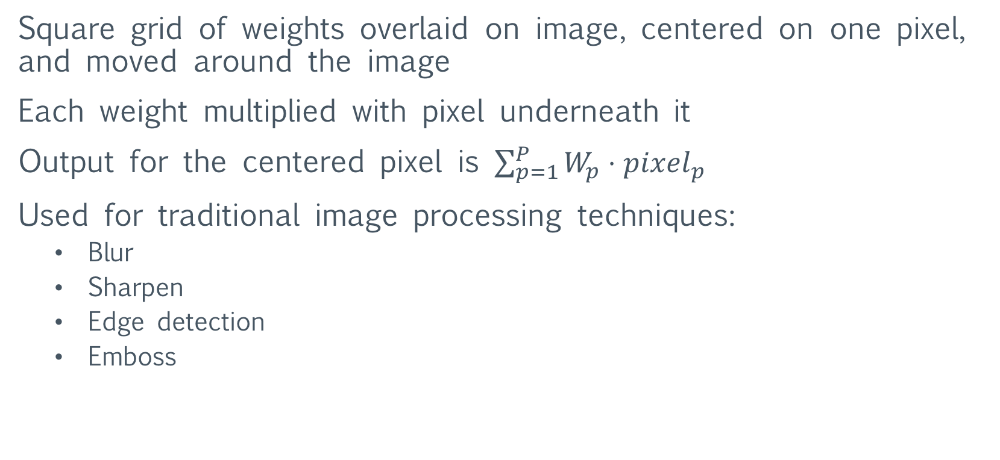 Square grid of weights overlaid on image, centered on one pixel,
and moved around the image
Each weight multiplied with pixel underneath it
Output for the centered pixel is $\sum_{p=1}^{P} W_p \cdot pixel_p$
Used for traditional image processing techniques:
• Blur
• Sharpen
• Edge detection
• Emboss